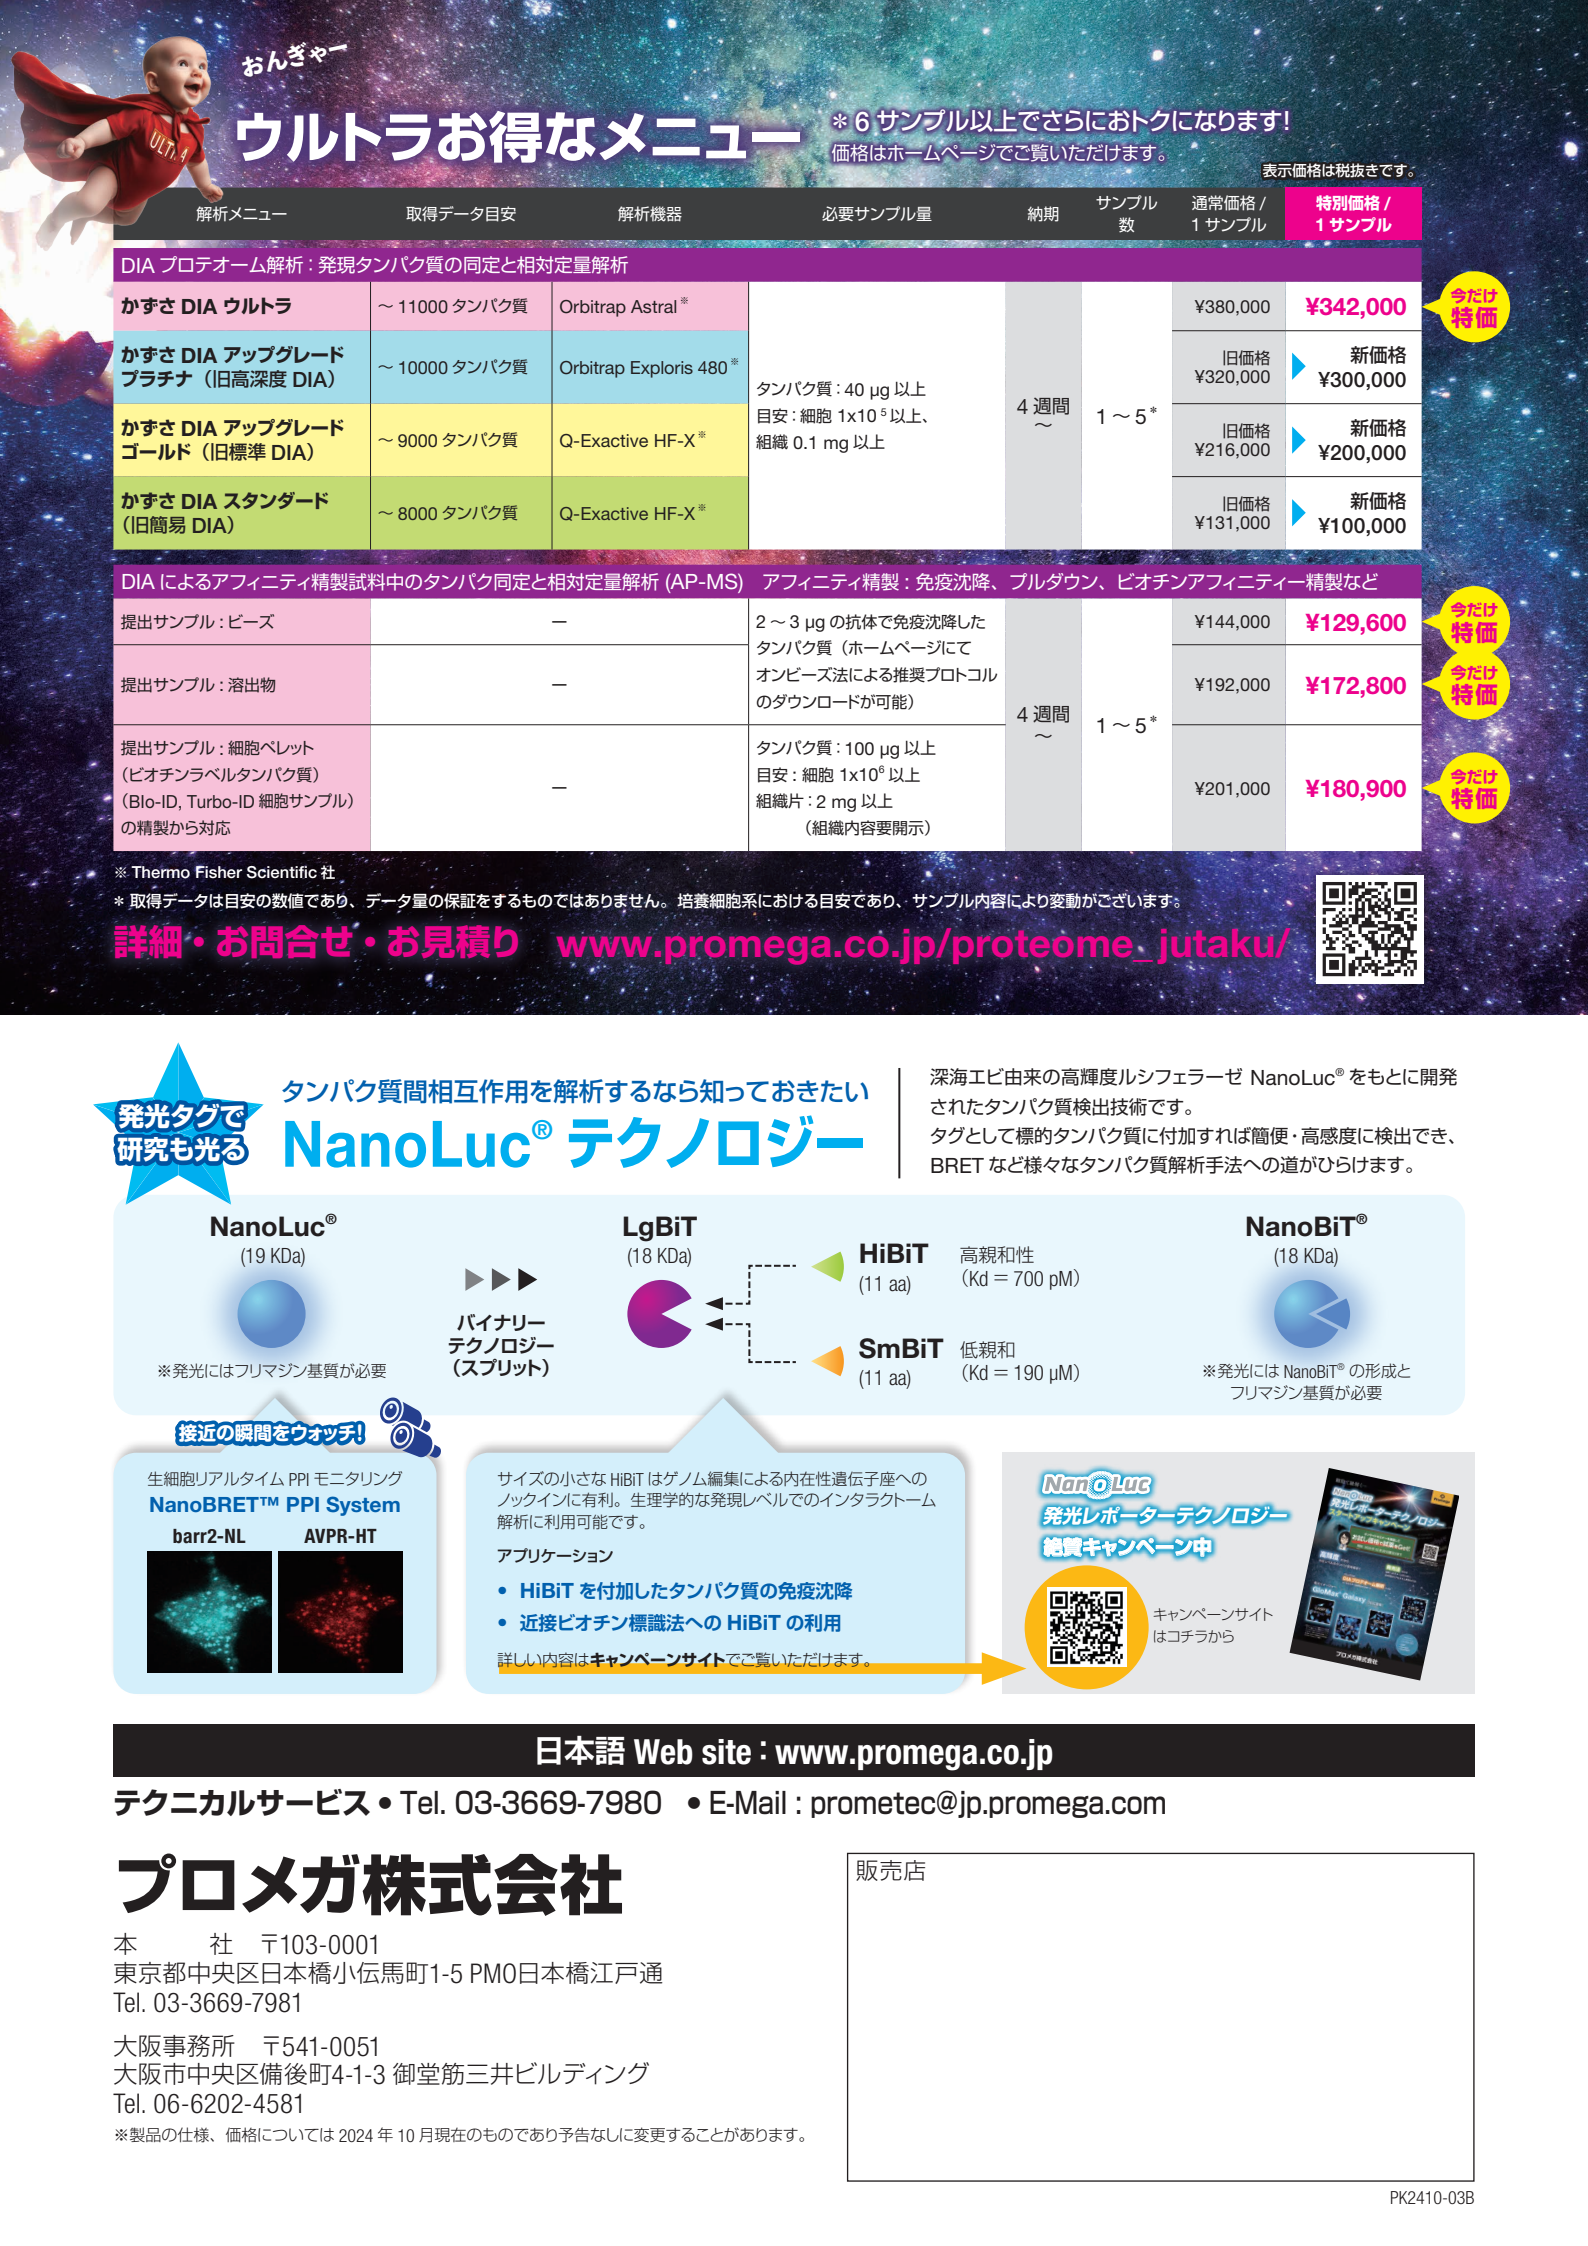 おんぎゃー
ULTRA
ウルトラお得なメニュー
＊6 サンプル以上でさらにおトクになります！
価格はホームページでご覧いただけます。
表示価格は税抜きです。
解析メニュー 取得データ目安 解析機器 必要サンプル量 納期 サンプル数 通常価格 / 1 サンプル 特別価格 / 1 サンプル
DIA プロテオーム解析：発現タンパク質の同定と相対定量解析
かずさ DIA ウルトラ ～ 11000 タンパク質 Orbitrap Astral※ ¥380,000 ¥342,000 今だけ特価
かずさ DIA アップグレード
プラチナ（旧高深度 DIA） ～ 10000 タンパク質 Orbitrap Exploris 480※ 旧価格 ¥320,000 新価格 ¥300,000
かずさ DIA アップグレード
ゴールド（旧標準 DIA） ～ 9000 タンパク質 Q-Exactive HF-X※ 旧価格 ¥216,000 新価格 ¥200,000
かずさ DIA スタンダード
（旧簡易 DIA） ～ 8000 タンパク質 Q-Exactive HF-X※ 旧価格 ¥131,000 新価格 ¥100,000
タンパク質：40 µg 以上
目安：細胞 1x10⁵ 以上、
組織 0.1 mg 以上
4 週間～
1 ～ 5＊
DIA によるアフィニティ精製試料中のタンパク同定と相対定量解析 (AP-MS) アフィニティ精製：免疫沈降、プルダウン、ビオチンアフィニティー精製など
提出サンプル：ビーズ ー ¥144,000 ¥129,600 今だけ特価
提出サンプル：溶出物 ー ¥192,000 ¥172,800 今だけ特価
2 ～ 3 µg の抗体で免疫沈降した
タンパク質（ホームページにて
オンビーズ法による推奨プロトコル
のダウンロードが可能）
4 週間～
1 ～ 5＊
提出サンプル：細胞ペレット
（ビオチンラベルタンパク質）
（BIo-ID, Turbo-ID 細胞サンプル）
の精製から対応
ー
タンパク質：100 µg 以上
目安：細胞 1x10⁶ 以上
組織片：2 mg 以上
（組織内容要開示）
¥201,000 ¥180,900 今だけ特価
※ Thermo Fisher Scientific 社
＊ 取得データは目安の数値であり、データ量の保証をするものではありません。培養細胞系における目安であり、サンプル内容により変動がございます。
詳細・お問合せ・お見積り www.promega.co.jp/proteome_jutaku/
発光タグで
研究も光る
タンパク質間相互作用を解析するなら知っておきたい
NanoLuc® テクノロジー
深海エビ由来の高輝度ルシフェラーゼ NanoLuc® をもとに開発
されたタンパク質検出技術です。
タグとして標的タンパク質に付加すれば簡便・高感度に検出でき、
BRET など様々なタンパク質解析手法への道がひらけます。
NanoLuc®
(19 KDa)
※発光にはフリマジン基質が必要
バイナリー
テクノロジー
（スプリット）
LgBiT
(18 KDa)
HiBiT 高親和性
(11 aa) （Kd = 700 pM）
SmBiT 低親和
(11 aa) （Kd = 190 µM）
NanoBiT®
(18 KDa)
※発光には NanoBiT® の形成と
フリマジン基質が必要
接近の瞬間をウォッチ！
生細胞リアルタイム PPI モニタリング
NanoBRET™ PPI System
barr2-NL AVPR-HT
サイズの小さな HiBiT はゲノム編集による内在性遺伝子座への
ノックインに有利。生理学的な発現レベルでのインタラクトーム
解析に利用可能です。
アプリケーション
• HiBiT を付加したタンパク質の免疫沈降
• 近接ビオチン標識法への HiBiT の利用
詳しい内容はキャンペーンサイトでご覧いただけます。
NanoLuc
発光レポーターテクノロジー
絶賛キャンペーン中
キャンペーンサイト
はコチラから
発光レポーターテクノロジー
スタートアップキャンペーン
GloMax Galaxy
プロメガ株式会社
日本語 Web site：www.promega.co.jp
テクニカルサービス • Tel. 03-3669-7980 • E-Mail : prometec@jp.promega.com
プロメガ株式会社
本 社 〒103-0001
東京都中央区日本橋小伝馬町1-5 PMO日本橋江戸通
Tel. 03-3669-7981
大阪事務所 〒541-0051
大阪市中央区備後町4-1-3 御堂筋三井ビルディング
Tel. 06-6202-4581
※製品の仕様、価格については 2024 年 10 月現在のものであり予告なしに変更することがあります。
販売店
PK2410-03B